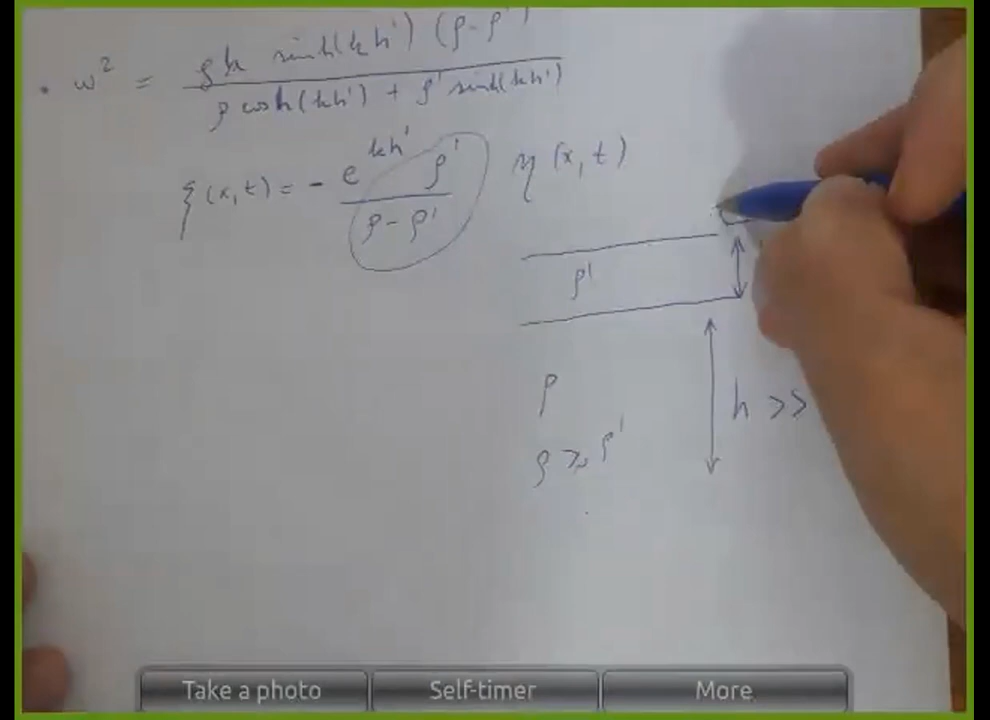 • ω² = gk sinh(kh') (ρ-ρ') / ρ cosh(kh') + ρ' sinh(kh')
ξ(x,t) = - e^{kh'} ρ' / ρ-ρ' η(x,t)
ρ'
ρ
h >>
ρ ≳ ρ'
Take a photo Self-timer More